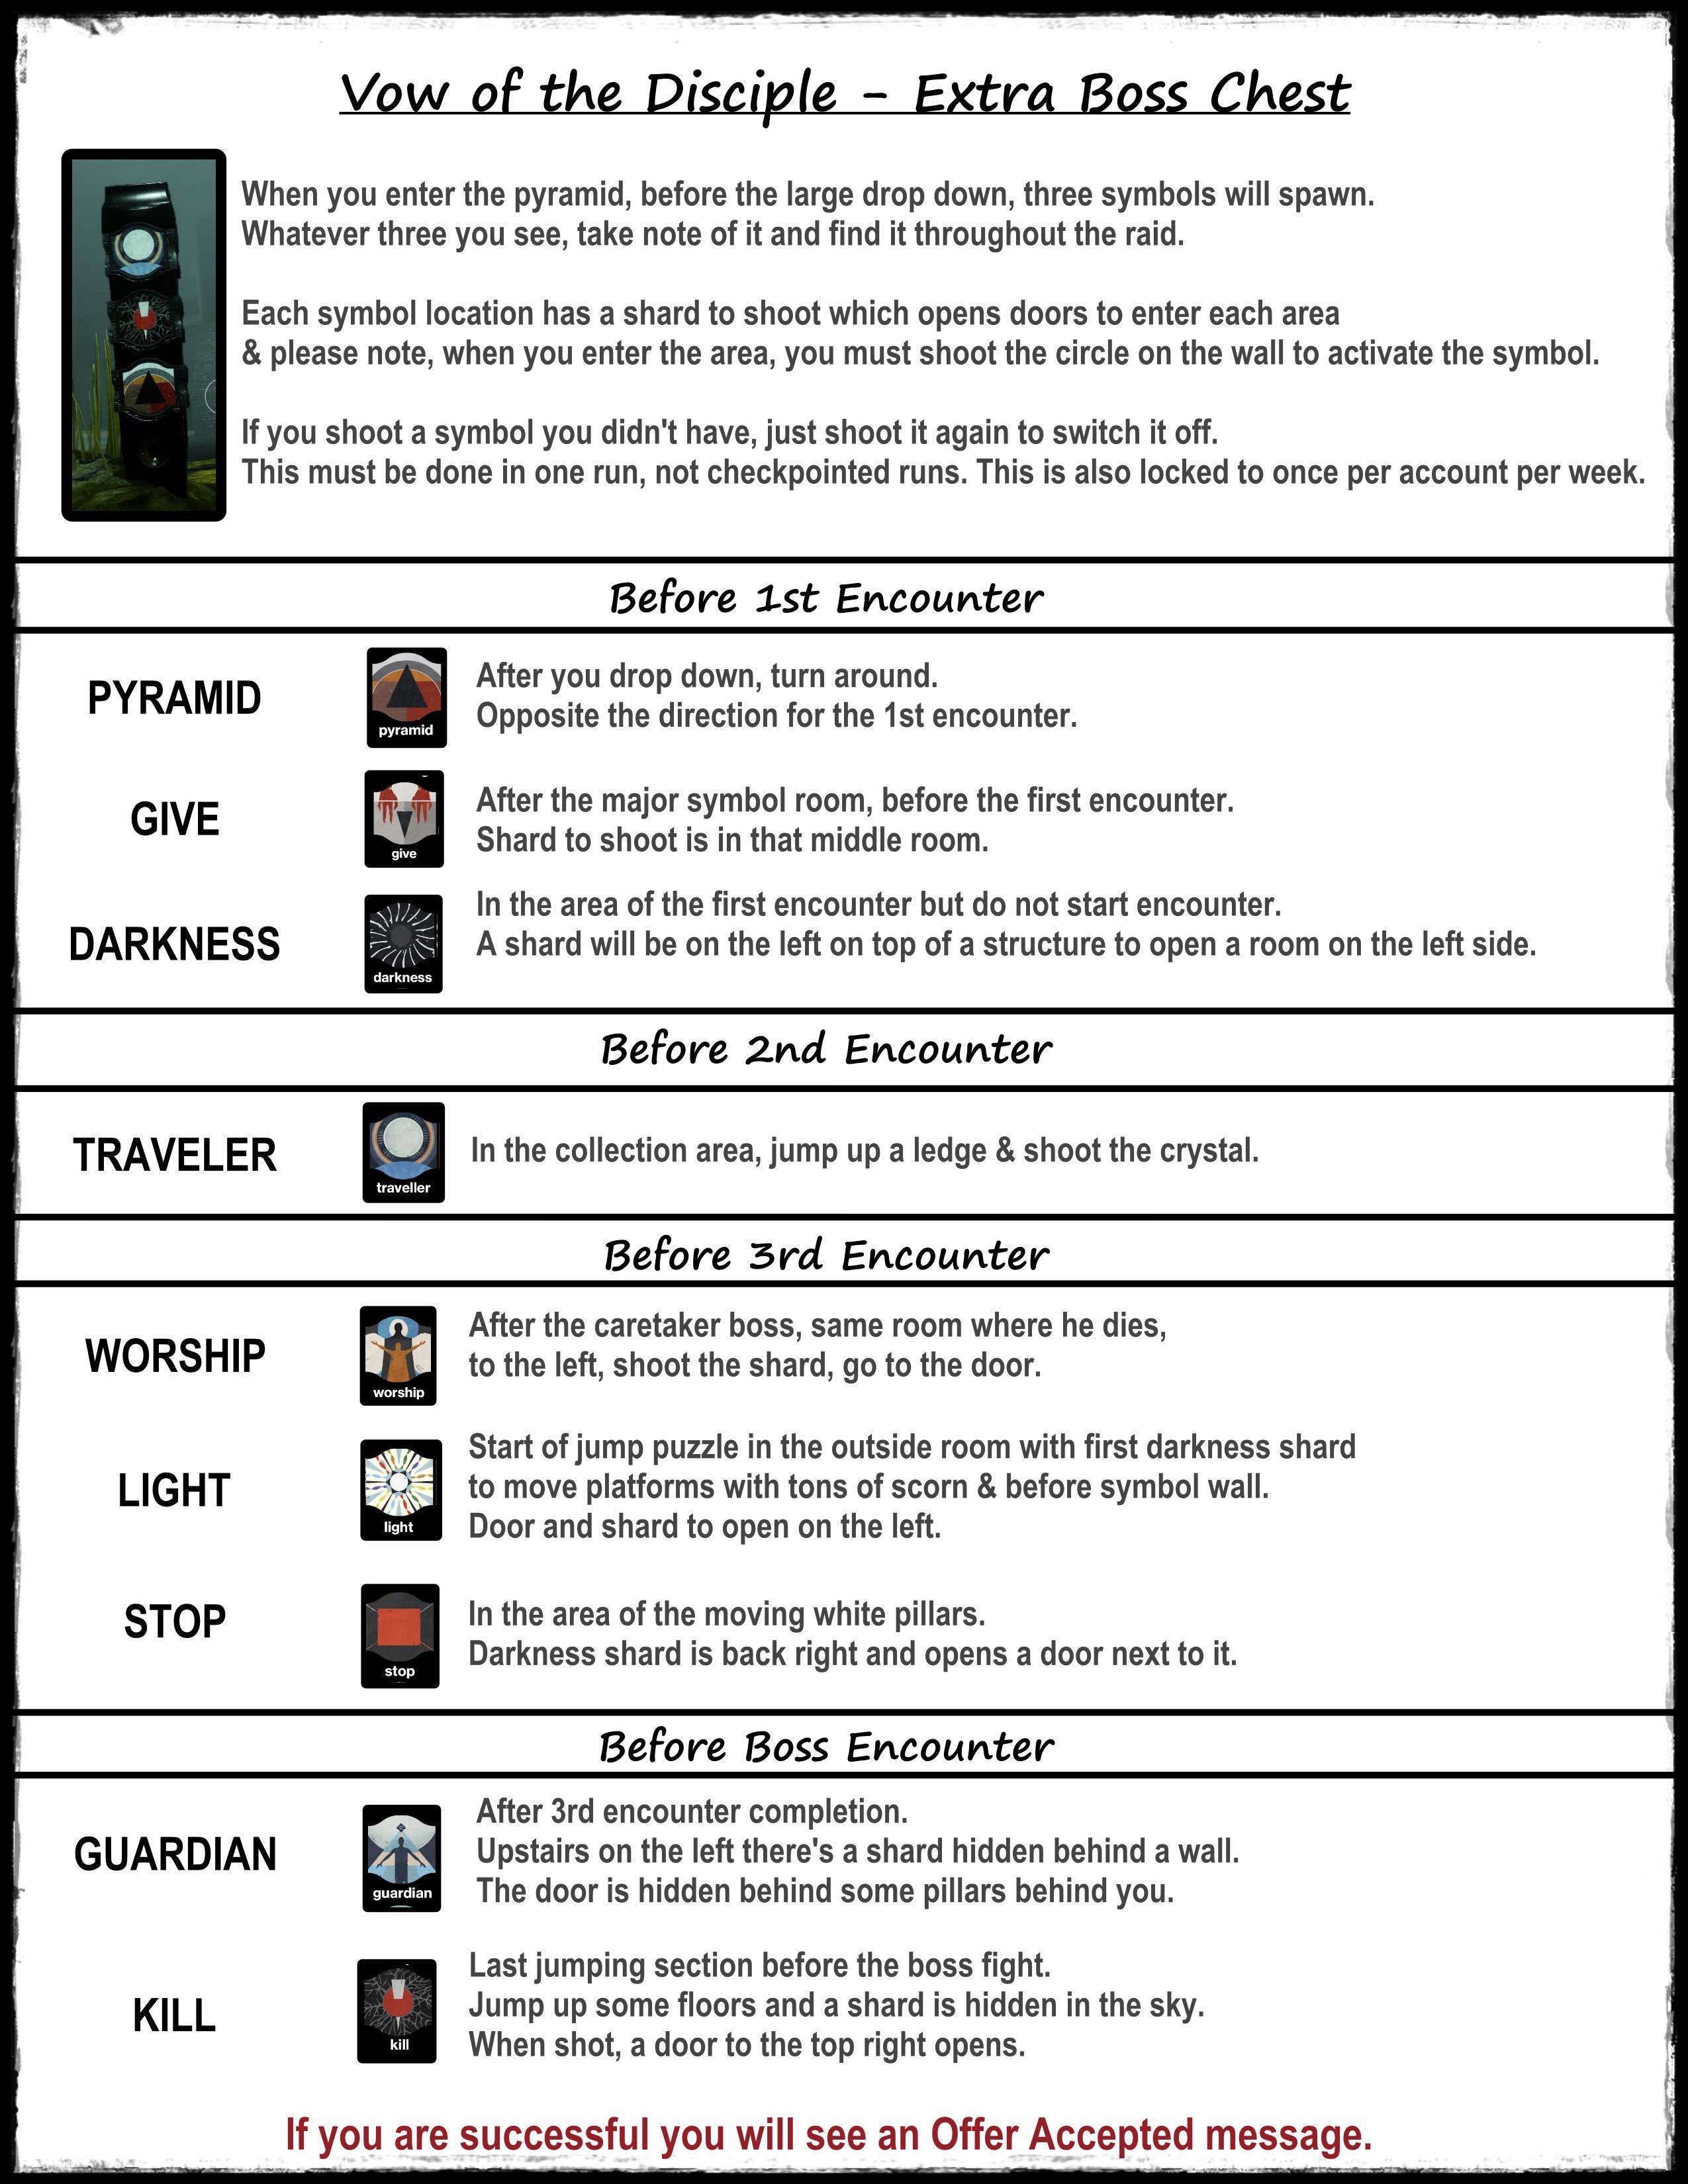 Vow of the Disciple - Extra Boss Chest
When you enter the pyramid, before the large drop down, three symbols will spawn.
Whatever three you see, take note of it and find it throughout the raid.
Each symbol location has a shard to shoot which opens doors to enter each area
& please note, when you enter the area, you must shoot the circle on the wall to activate the symbol.
If you shoot a symbol you didn't have, just shoot it again to switch it off.
This must be done in one run, not checkpointed runs. This is also locked to once per account per week.
Before 1st Encounter
PYRAMID
pyramid
After you drop down, turn around.
Opposite the direction for the 1st encounter.
GIVE
give
After the major symbol room, before the first encounter.
Shard to shoot is in that middle room.
DARKNESS
darkness
In the area of the first encounter but do not start encounter.
A shard will be on the left on top of a structure to open a room on the left side.
Before 2nd Encounter
TRAVELER
traveller
In the collection area, jump up a ledge & shoot the crystal.
Before 3rd Encounter
WORSHIP
worship
After the caretaker boss, same room where he dies,
to the left, shoot the shard, go to the door.
LIGHT
light
Start of jump puzzle in the outside room with first darkness shard
to move platforms with tons of scorn & before symbol wall.
Door and shard to open on the left.
STOP
stop
In the area of the moving white pillars.
Darkness shard is back right and opens a door next to it.
Before Boss Encounter
GUARDIAN
guardian
After 3rd encounter completion.
Upstairs on the left there's a shard hidden behind a wall.
The door is hidden behind some pillars behind you.
KILL
kill
Last jumping section before the boss fight.
Jump up some floors and a shard is hidden in the sky.
When shot, a door to the top right opens.
If you are successful you will see an Offer Accepted message.